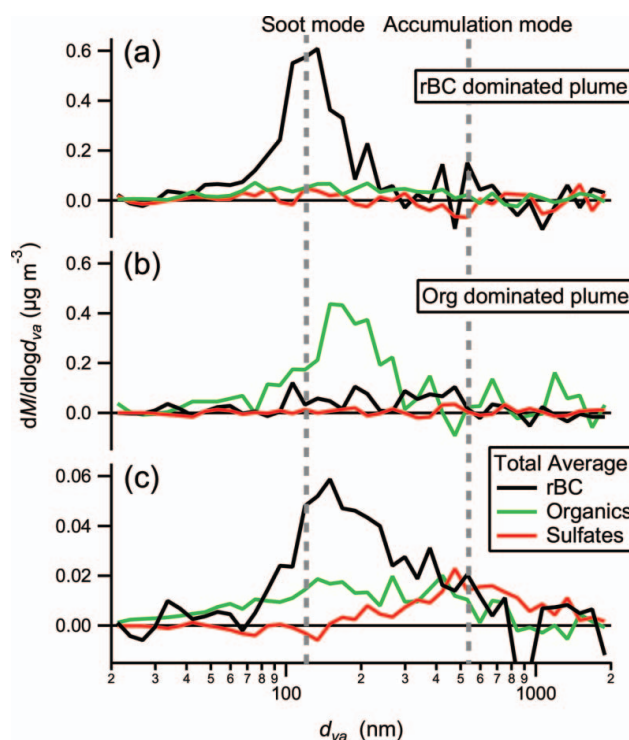 Soot mode Accumulation mode
(a)
rBC dominated plume
0.6
0.4
0.2
0.0
(b)
Org dominated plume
0.6
0.4
0.2
0.0
dM/dlogdva (µg m-3)
(c)
Total Average
rBC
Organics
Sulfates
0.06
0.04
0.02
0.00
2 3 4 5 6 7 8 9 100 2 3 4 5 6 7 8 9 1000 2
dva (nm)